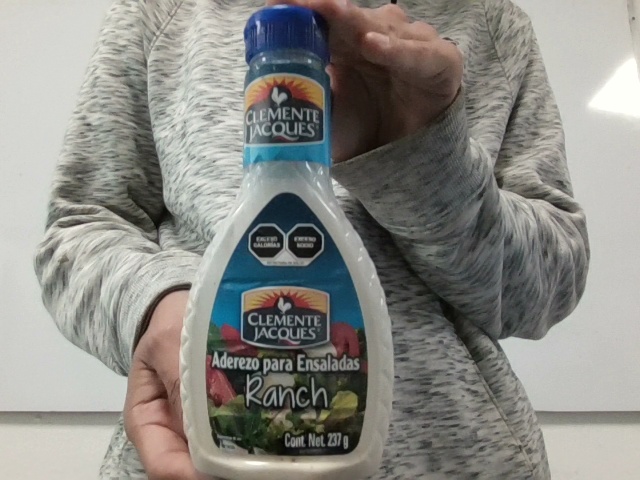 CLEMENTE
JACQUES
EXCESO EXCESO
CALORÍAS SODIO
CLEMENTE
JACQUES
Aderezo para Ensaladas
Ranch
Cont. Net. 237 g